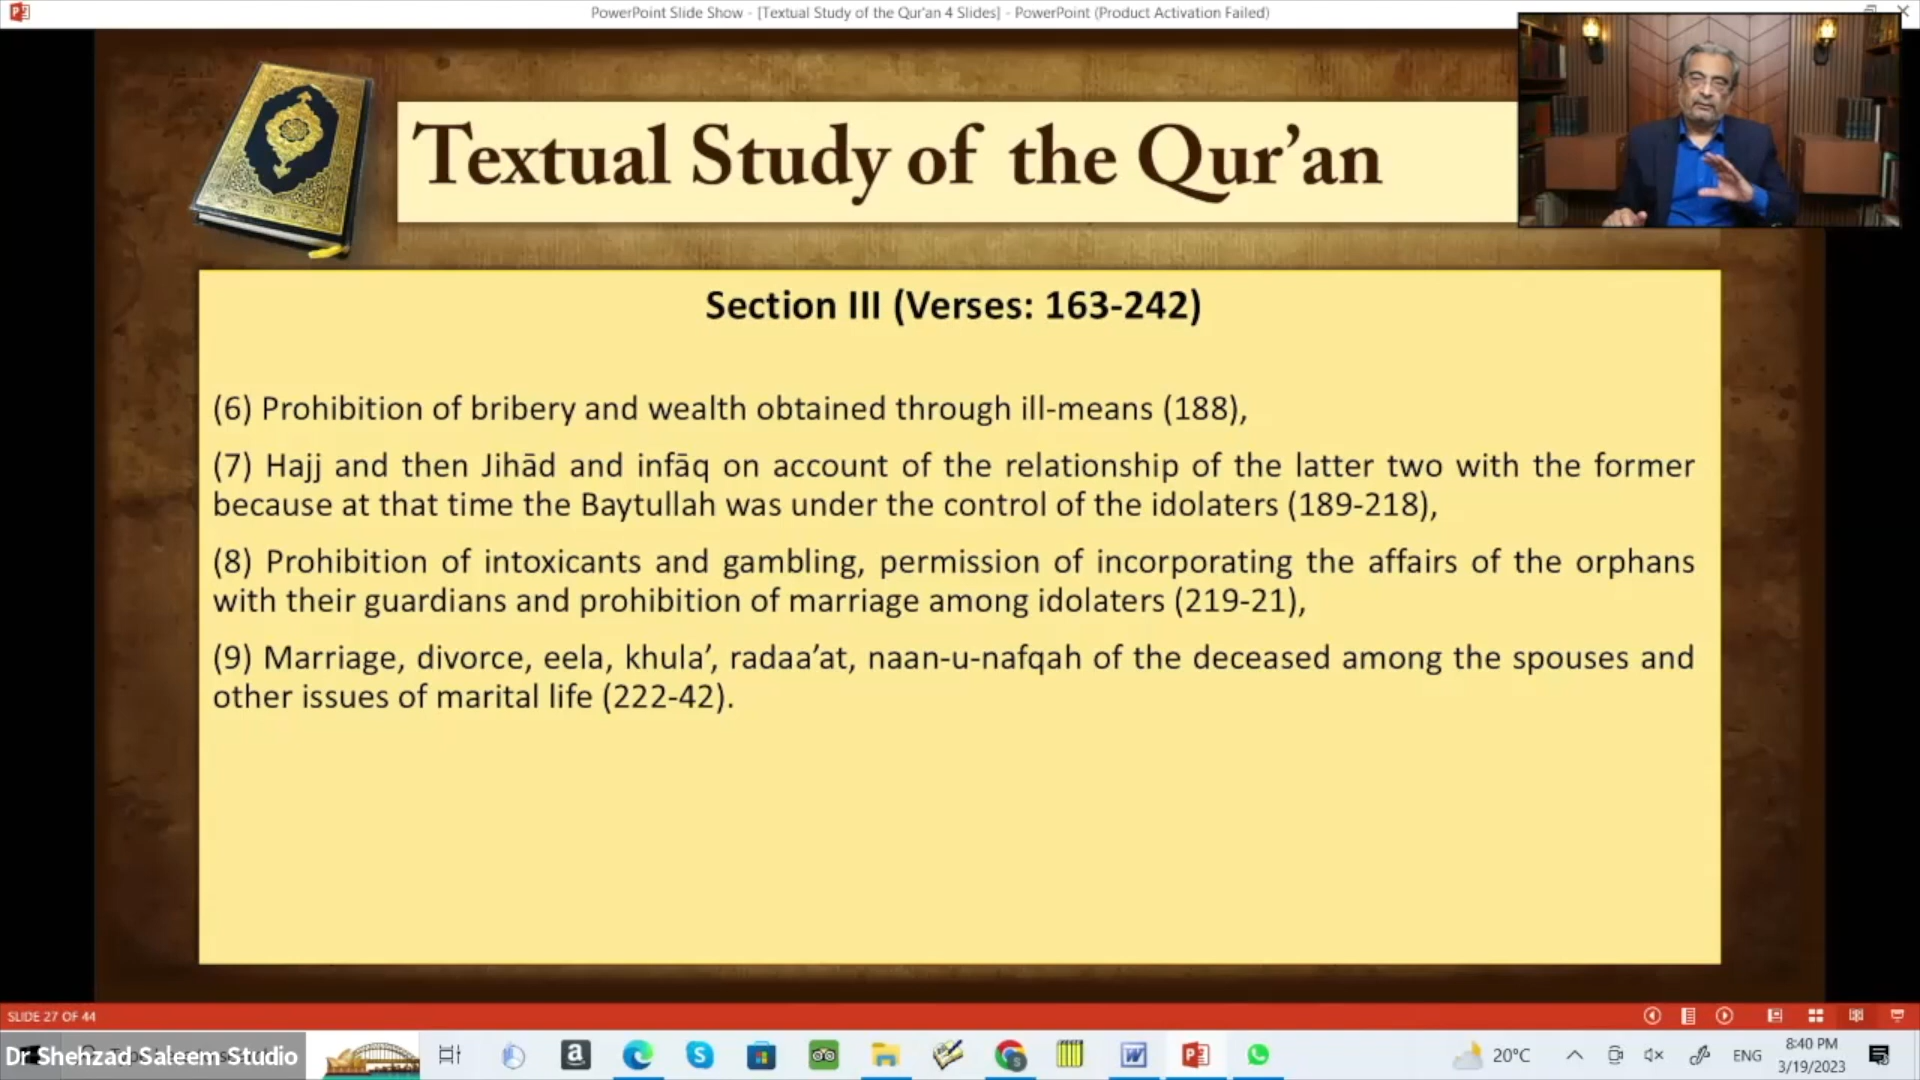 PowerPoint Slide Show - [Textual Study of the Qur'an 4 Slides] - PowerPoint (Product Activation Failed)
Textual Study of the Qur’an
Section III (Verses: 163-242)
(6) Prohibition of bribery and wealth obtained through ill-means (188),
(7) Hajj and then Jihād and infāq on account of the relationship of the latter two with the former
because at that time the Baytullah was under the control of the idolaters (189-218),
(8) Prohibition of intoxicants and gambling, permission of incorporating the affairs of the orphans
with their guardians and prohibition of marriage among idolaters (219-21),
(9) Marriage, divorce, eela, khula’, radaa’at, naan-u-nafqah of the deceased among the spouses and
other issues of marital life (222-42).
SLIDE 27 OF 44
Dr Shehzad Saleem Studio
20°C
ENG
8:40 PM
3/19/2023